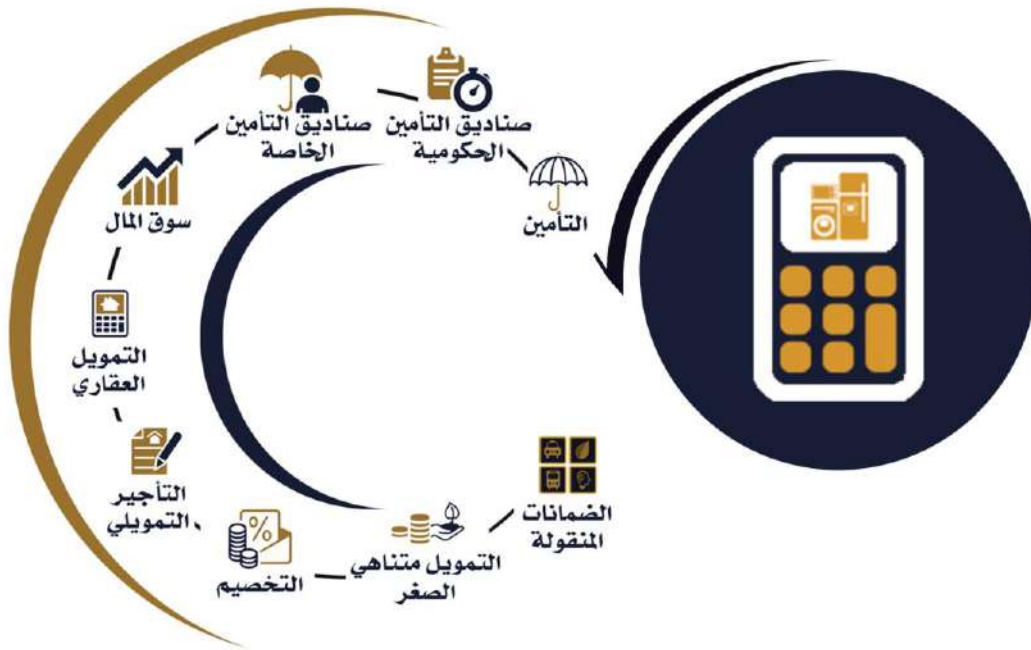 التأمين
صناديق التأمين
الحكومية
صناديق التأمين
الخاصة
سوق المال
التمويل
العقاري
التأجير
التمويلي
التخصيم
التمويل متناهي
الصغر
الضمانات
المنقولة